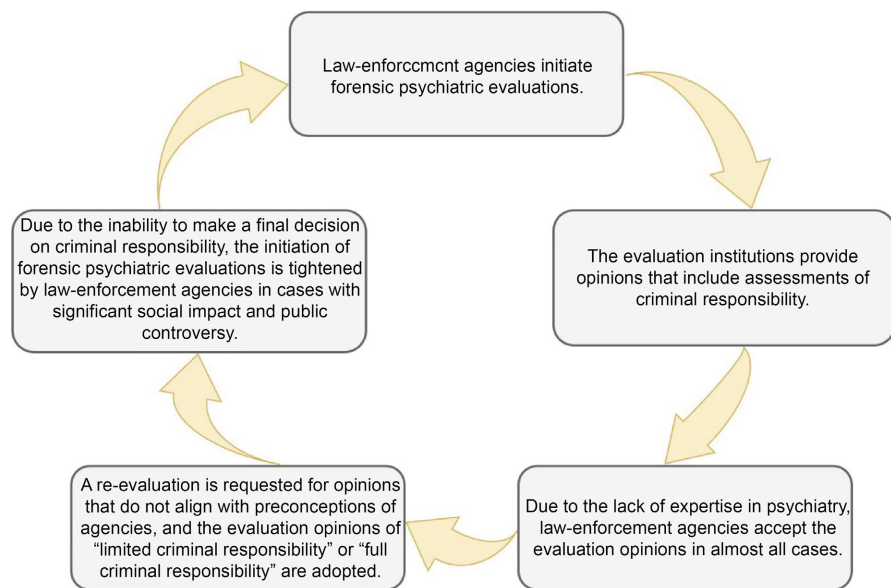 Law-enforccmcnt agencies initiate
forensic psychiatric evaluations.
The evaluation institutions provide
opinions that include assessments of
criminal responsibility.
Due to the lack of expertise in psychiatry,
law-enforcement agencies accept the
evaluation opinions in almost all cases.
A re-evaluation is requested for opinions
that do not align with preconceptions of
agencies, and the evaluation opinions of
“limited criminal responsibility” or “full
criminal responsibility” are adopted.
Due to the inability to make a final decision
on criminal responsibility, the initiation of
forensic psychiatric evaluations is tightened
by law-enforcement agencies in cases with
significant social impact and public
controversy.